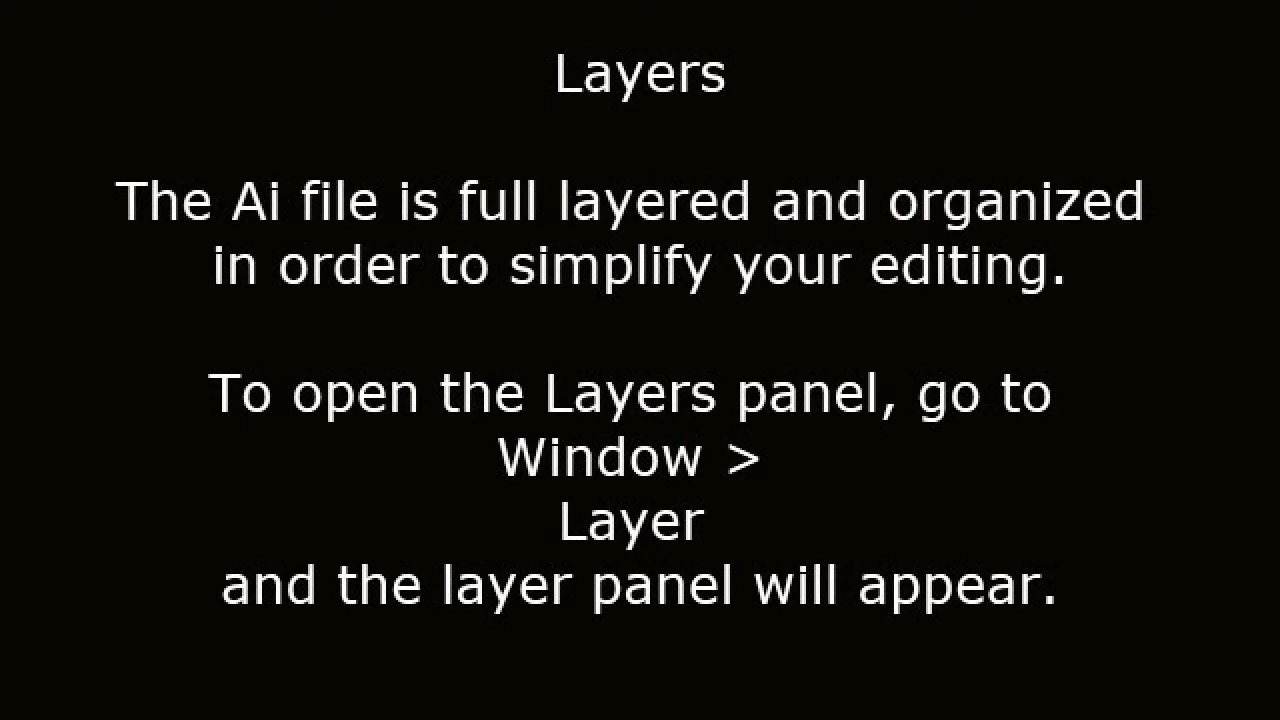 Layers
The Ai file is full layered and organized
in order to simplify your editing.
To open the Layers panel, go to
Window >
Layer
and the layer panel will appear.